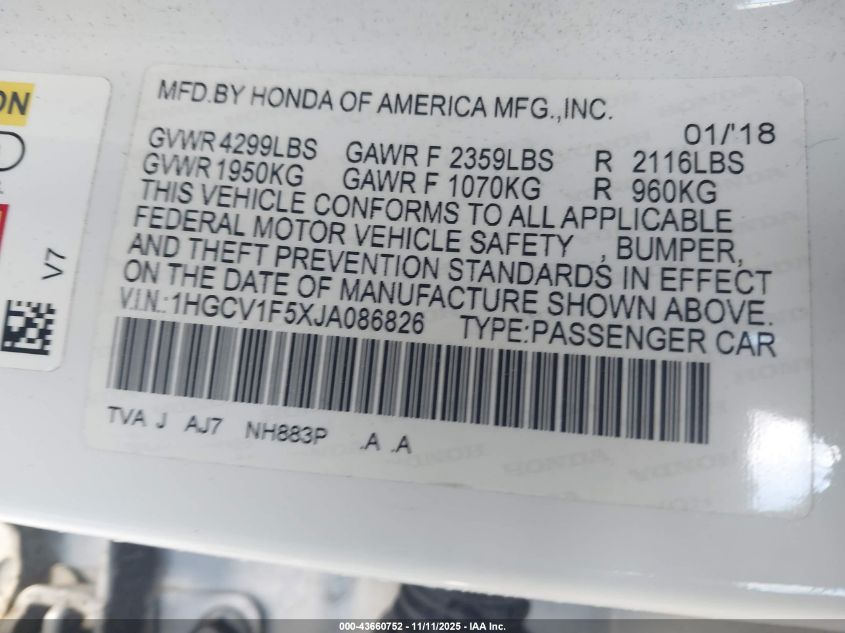 ON
V7
MFD.BY HONDA OF AMERICA MFG.,INC.
01/'18
GVWR 4299LBS GAWR F 2359LBS R 2116LBS
GVWR 1950KG GAWR F 1070KG R 960KG
THIS VEHICLE CONFORMS TO ALL APPLICABLE
FEDERAL MOTOR VEHICLE SAFETY , BUMPER,
AND THEFT PREVENTION STANDARDS IN EFFECT
ON THE DATE OF MANUFACTURE SHOWN ABOVE.
VIN.:1HGCV1F5XJA086826 TYPE:PASSENGER CAR
TVA J AJ7 NH883P .A .A
HONDA
000-43660752 - 11/11/2025 - IAA Inc.